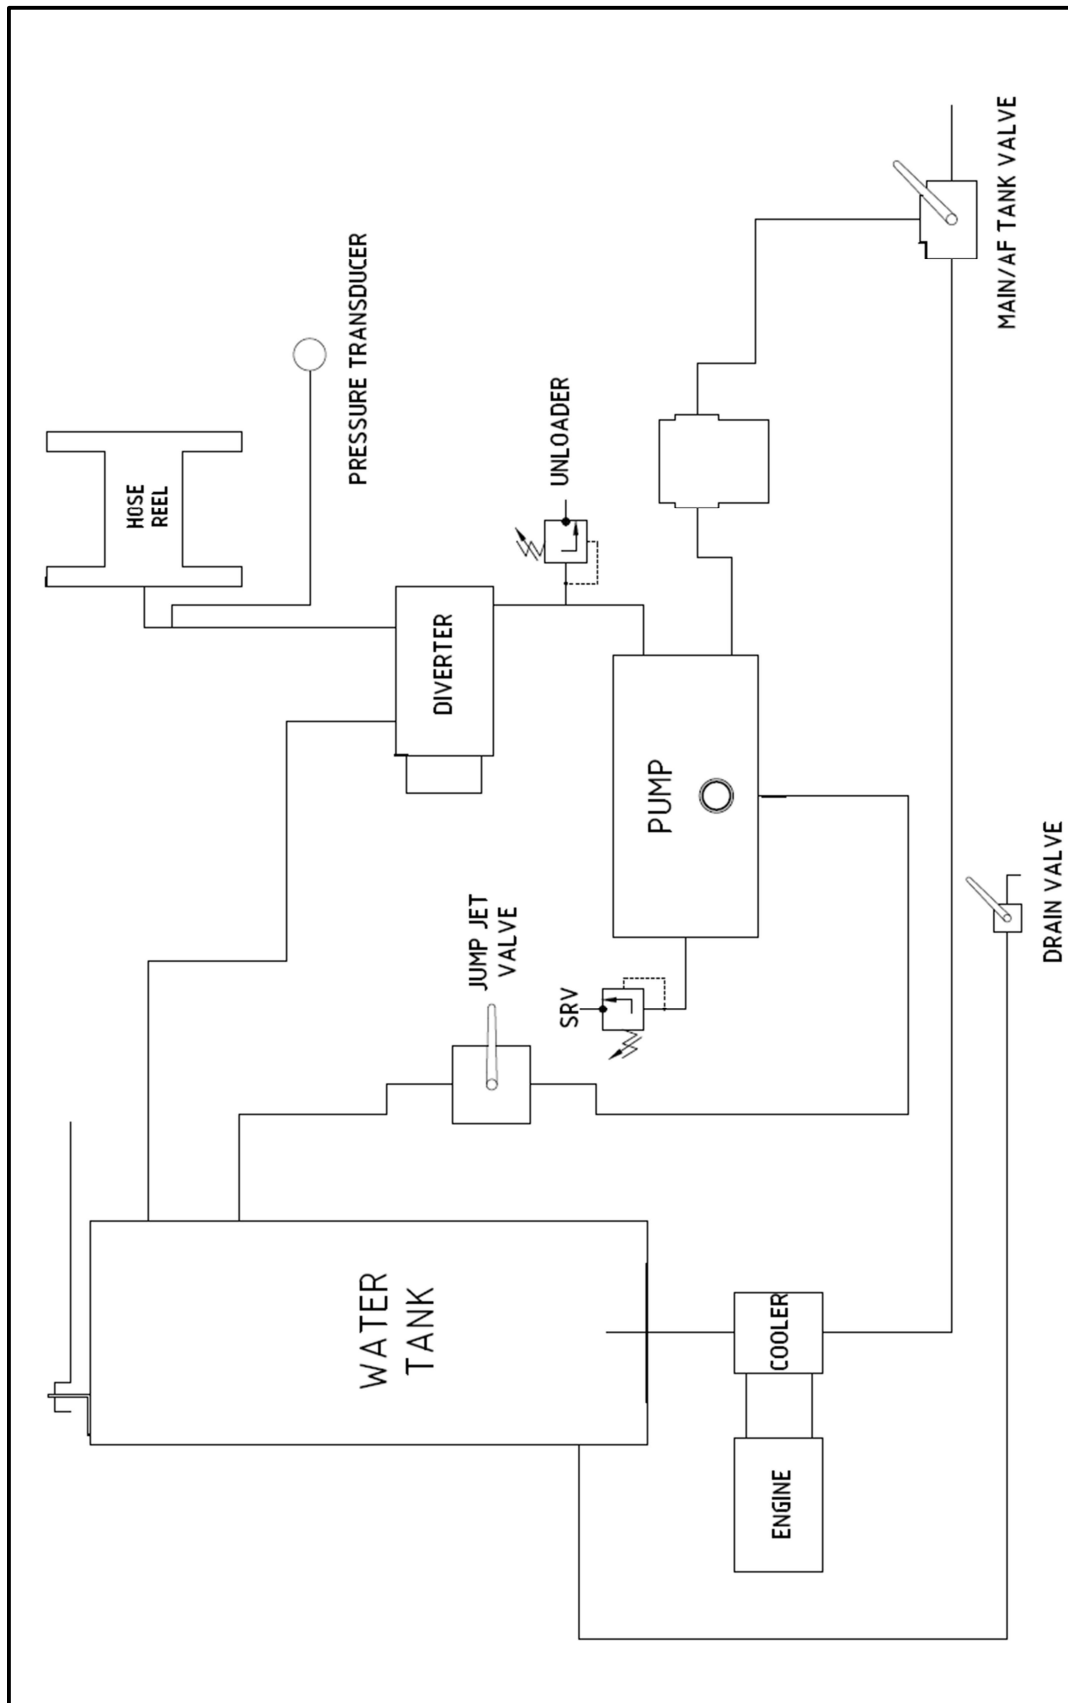 WATER
TANK
ENGINE
COOLER
JUMP JET
VALVE
SRV
DIVERTER
PUMP
HOSE
REEL
PRESSURE TRANSDUCER
UNLOADER
DRAIN VALVE
MAIN/AF TANK VALVE